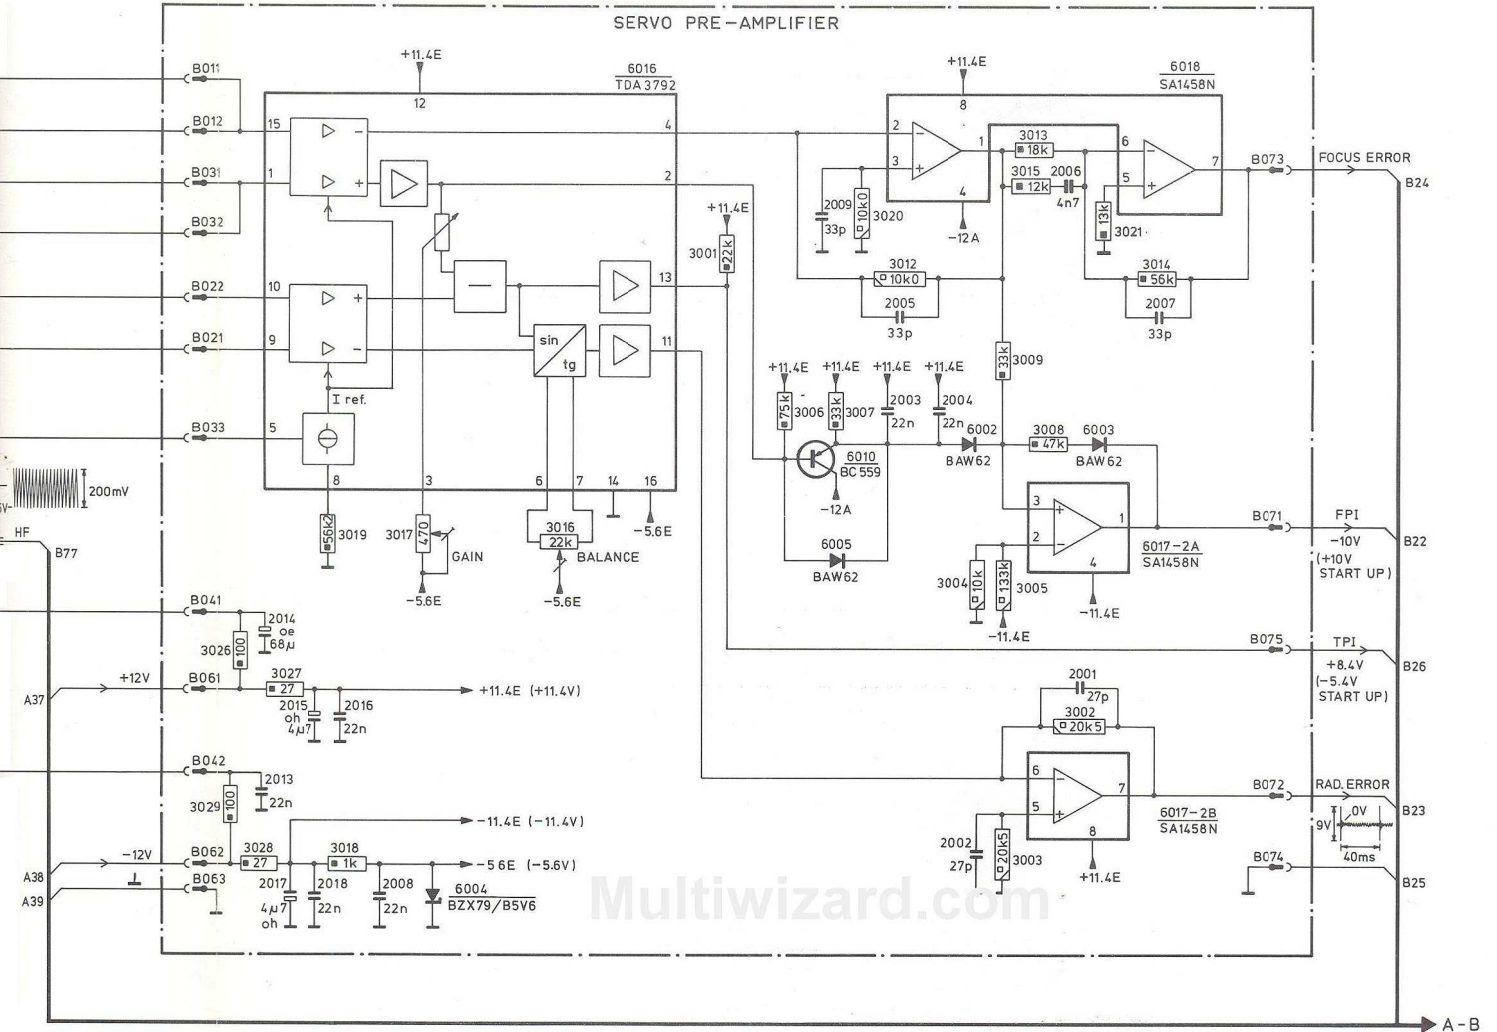 SERVO PRE-AMPLIFIER
B011
+11.4E
6016
TDA3792
12
B012
15
4
B031
1
2
B032
B022
10
13
B021
9
11
sin
tg
I ref.
B033
5
8
3
6
7
14
16
-5.6E
56k2
3019
3017
470
GAIN
-5.6E
3016
22k
BALANCE
-5.6E
+11.4E
3001
22k
+11.4E
6018
SA1458N
8
2
3
1
4
-12A
2009
33p
10k0
3020
3013
18k
3015
12k
2006
4n7
6
5
7
13k
3021
B073
FOCUS ERROR
B24
3012
10k0
2005
33p
3014
56k
2007
33p
33k
3009
+11.4E
+11.4E
+11.4E
+11.4E
75k
3006
33k
3007
2003
22n
2004
22n
6002
BAW62
3008
47k
6003
BAW62
6010
BC559
-12A
6005
BAW62
3
2
1
4
6017-2A
SA1458N
-11.4E
3004
10k
133k
3005
-11.4E
B071
FPI
-10V
(+10V
START UP)
B22
B075
TPI
+8.4V
(-5.4V
START UP)
B26
200mV
HF
B77
B041
2014
oe
68µ
3026
100
+12V
B061
3027
27
+11.4E (+11.4V)
A37
2015
oh
4µ7
2016
22n
B042
2013
22n
3029
100
-11.4E (-11.4V)
-12V
B062
3028
27
3018
1k
-5 6E (-5.6V)
A38
B063
A39
2017
4µ7
oh
2018
22n
2008
22n
6004
BZX79/B5V6
2001
27p
3002
20k5
6
5
7
8
+11.4E
6017-2B
SA1458N
2002
27p
20k5
3003
B072
RAD.ERROR
B23
9V
0V
40ms
B074
B25
Multiwizard.com
A-B